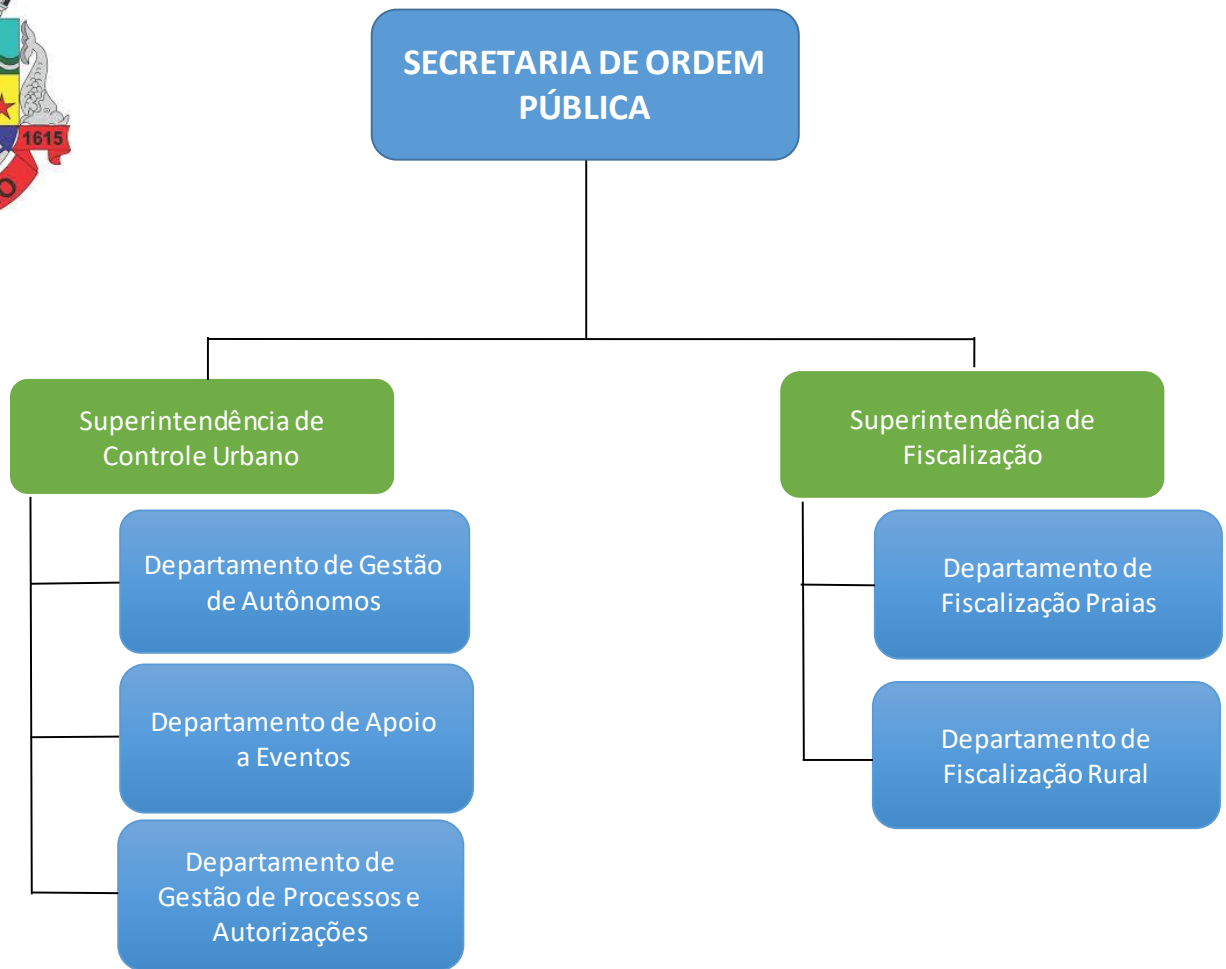 SECRETARIA DE ORDEM
PÚBLICA
1615
Superintendência de
Controle Urbano
Departamento de Gestão
de Autônomos
Departamento de Apoio
a Eventos
Departamento de
Gestão de Processos e
Autorizações
Superintendência de
Fiscalização
Departamento de
Fiscalização Praias
Departamento de
Fiscalização Rural